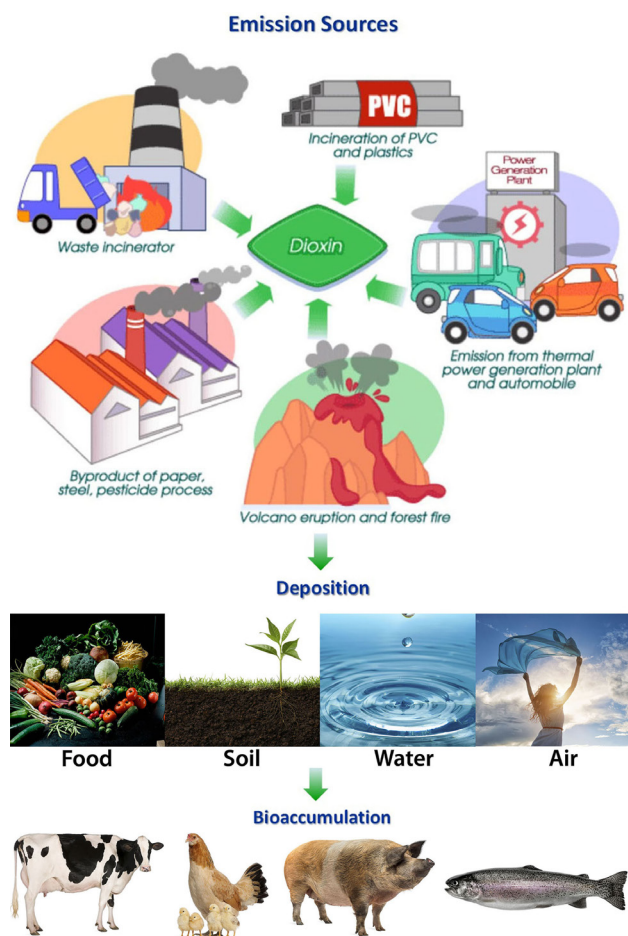 Emission Sources
PVC
Incineration of PVC
and plastics
Power
Generation
Plant
Waste incinerator
Dioxin
Emission from thermal
power generation plant
and automobile
Byproduct of paper,
steel, pesticide process
Volcano eruption and forest fire
Deposition
Food
Soil
Water
Air
Bioaccumulation